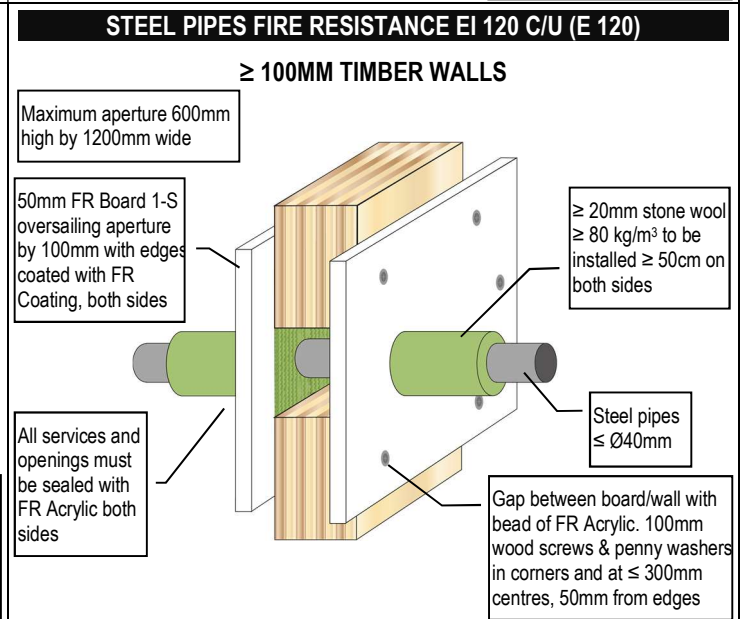 STEEL PIPES FIRE RESISTANCE EI 120 C/U (E 120)
≥ 100MM TIMBER WALLS
Maximum aperture 600mm
high by 1200mm wide
50mm FR Board 1-S
oversailing aperture
by 100mm with edges
coated with FR
Coating, both sides
≥ 20mm stone wool
≥ 80 kg/m³ to be
installed ≥ 50cm on
both sides
Steel pipes
≤ Ø40mm
All services and
openings must
be sealed with
FR Acrylic both
sides
Gap between board/wall with
bead of FR Acrylic. 100mm
wood screws & penny washers
in corners and at ≤ 300mm
centres, 50mm from edges